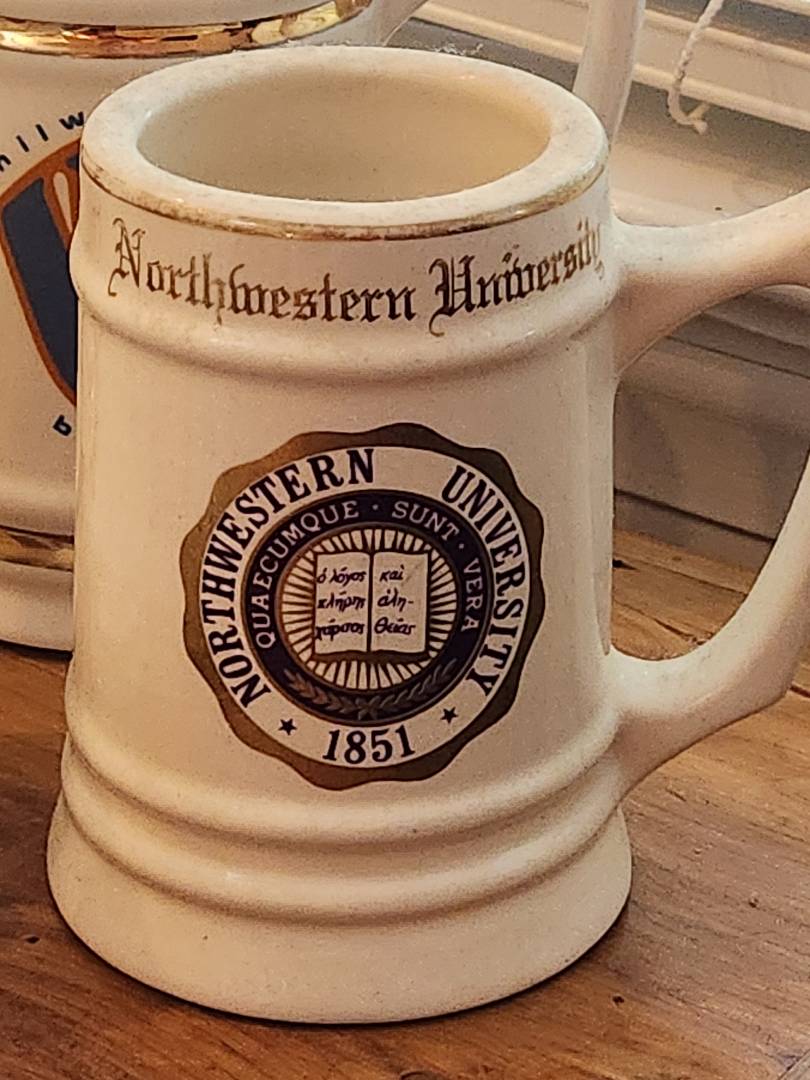 Northwestern University
NORTHWESTERN UNIVERSITY
QUAECUMQUE · SUNT · VERA
ὁ λόγος
πλήρης
χάριτος
καὶ
ἀλη-
θείας
★ 1851 ★